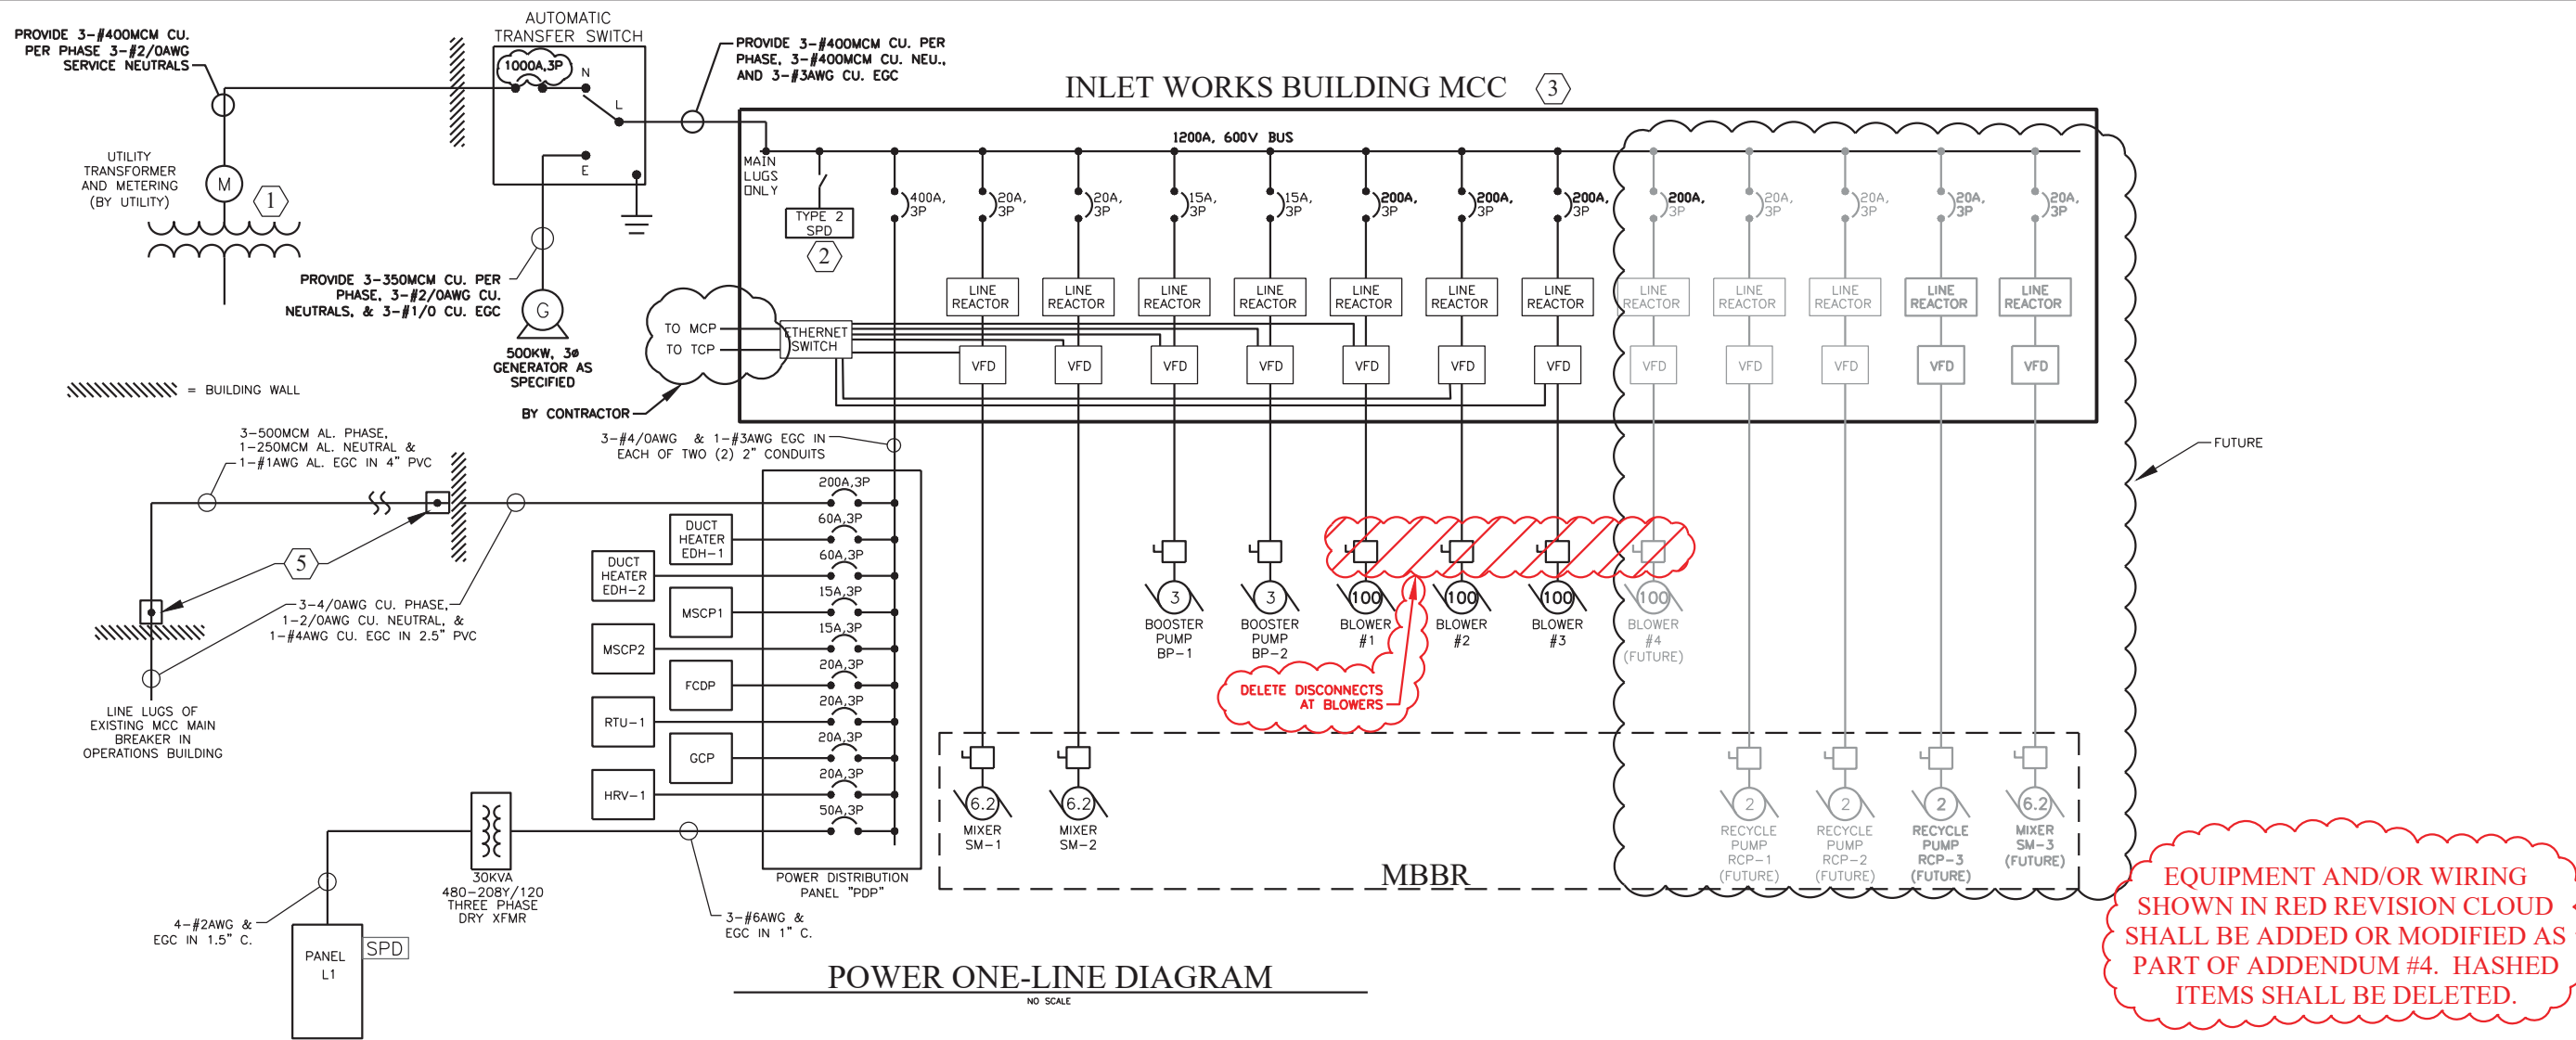 PROVIDE 3-#400MCM CU.
PER PHASE 3-#2/0AWG
SERVICE NEUTRALS
AUTOMATIC
TRANSFER SWITCH
1000A,3P
N
L
E
PROVIDE 3-#400MCM CU. PER
PHASE, 3-#400MCM CU. NEU.,
AND 3-#3AWG CU. EGC
INLET WORKS BUILDING MCC
3
UTILITY
TRANSFORMER
AND METERING
(BY UTILITY)
M
1
PROVIDE 3-350MCM CU. PER
PHASE, 3-#2/0AWG CU.
NEUTRALS, & 3-#1/0 CU. EGC
G
500KW, 3ø
GENERATOR AS
SPECIFIED
= BUILDING WALL
1200A, 600V BUS
MAIN
LUGS
ONLY
TYPE 2
SPD
2
400A,
3P
20A,
3P
20A,
3P
15A,
3P
15A,
3P
200A,
3P
200A,
3P
200A,
3P
200A,
3P
20A,
3P
20A,
3P
20A,
3P
20A,
3P
LINE
REACTOR
LINE
REACTOR
LINE
REACTOR
LINE
REACTOR
LINE
REACTOR
LINE
REACTOR
LINE
REACTOR
LINE
REACTOR
LINE
REACTOR
LINE
REACTOR
LINE
REACTOR
LINE
REACTOR
TO MCP
TO TCP
ETHERNET
SWITCH
VFD
VFD
VFD
VFD
VFD
VFD
VFD
VFD
VFD
VFD
VFD
VFD
BY CONTRACTOR
FUTURE
3-500MCM AL. PHASE,
1-250MCM AL. NEUTRAL &
1-#1AWG AL. EGC IN 4" PVC
3-#4/0AWG & 1-#3AWG EGC IN
EACH OF TWO (2) 2" CONDUITS
5
3-4/0AWG CU. PHASE,
1-2/0AWG CU. NEUTRAL, &
1-#4AWG CU. EGC IN 2.5" PVC
LINE LUGS OF
EXISTING MCC MAIN
BREAKER IN
OPERATIONS BUILDING
200A,3P
DUCT
HEATER
EDH-1
60A,3P
DUCT
HEATER
EDH-2
60A,3P
MSCP1
15A,3P
MSCP2
15A,3P
FCDP
20A,3P
RTU-1
20A,3P
GCP
20A,3P
HRV-1
20A,3P
50A,3P
POWER DISTRIBUTION
PANEL "PDP"
30KVA
480-208Y/120
THREE PHASE
DRY XFMR
3-#6AWG &
EGC IN 1" C.
4-#2AWG &
EGC IN 1.5" C.
PANEL
L1
SPD
3
BOOSTER
PUMP
BP-1
3
BOOSTER
PUMP
BP-2
100
BLOWER
#1
100
BLOWER
#2
100
BLOWER
#3
100
BLOWER
#4
(FUTURE)
DELETE DISCONNECTS
AT BLOWERS
6.2
MIXER
SM-1
6.2
MIXER
SM-2
MBBR
2
RECYCLE
PUMP
RCP-1
(FUTURE)
2
RECYCLE
PUMP
RCP-2
(FUTURE)
2
RECYCLE
PUMP
RCP-3
(FUTURE)
6.2
MIXER
SM-3
(FUTURE)
EQUIPMENT AND/OR WIRING
SHOWN IN RED REVISION CLOUD
SHALL BE ADDED OR MODIFIED AS
PART OF ADDENDUM #4. HASHED
ITEMS SHALL BE DELETED.
POWER ONE-LINE DIAGRAM
NO SCALE